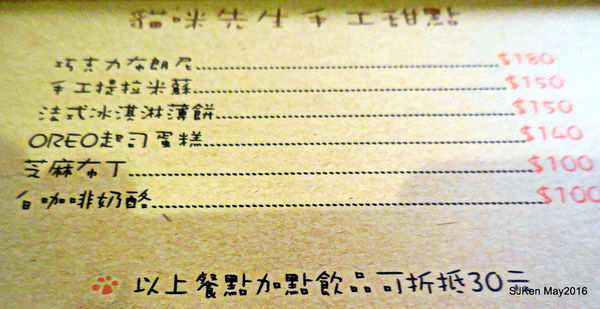 貓咪先生手工甜點
巧克力布朗尼 $180
手工提拉米蘇 $150
法式冰淇淋薄餅 $150
OREO起司蛋糕 $140
芝麻布丁 $100
白咖啡奶酪 $100
以上餐點加點飲品可折抵30元
SJKen May2016